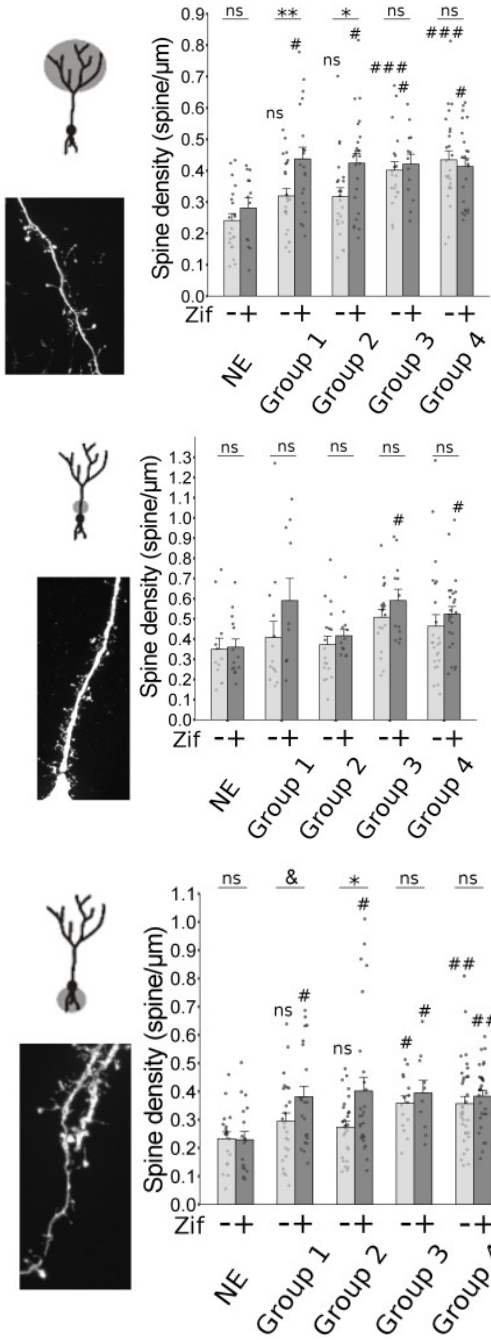 ns ** * ns ns
# # ### ###
ns ns # #
Spine density (spine/µm)
0.9
0.8
0.7
0.6
0.5
0.4
0.3
0.2
0.1
0.0
Zif -+ -+ -+ -+ -+
NE Group 1 Group 2 Group 3 Group 4
ns ns ns ns ns
# #
Spine density (spine/µm)
1.3
1.2
1.1
1.0
0.9
0.8
0.7
0.6
0.5
0.4
0.3
0.2
0.1
0.0
Zif -+ -+ -+ -+ -+
NE Group 1 Group 2 Group 3 Group 4
ns & * ns ns
ns # ns # # # ## ##
Spine density (spine/µm)
1.1
1.0
0.9
0.8
0.7
0.6
0.5
0.4
0.3
0.2
0.1
0.0
Zif -+ -+ -+ -+ -+
NE Group 1 Group 2 Group 3 Group 4